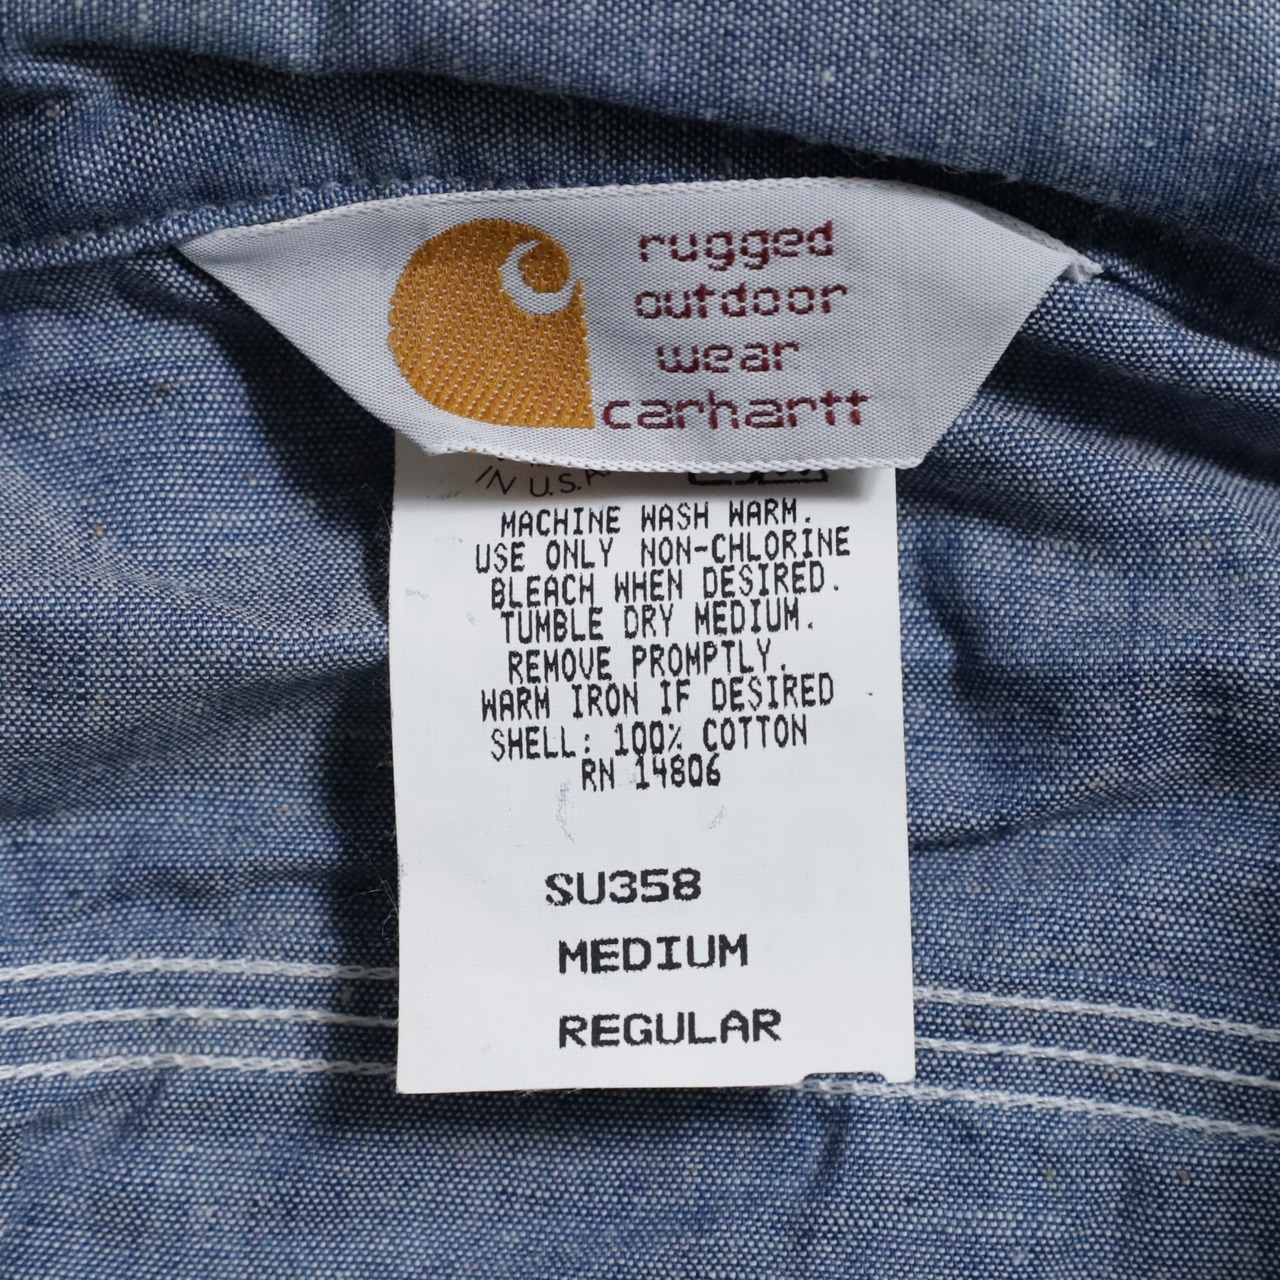 rugged
outdoor
wear
carhartt
IN U.S.A
MACHINE WASH WARM.
USE ONLY NON-CHLORINE
BLEACH WHEN DESIRED.
TUMBLE DRY MEDIUM.
REMOVE PROMPTLY.
WARM IRON IF DESIRED
SHELL: 100% COTTON
RN 14806
SU358
MEDIUM
REGULAR